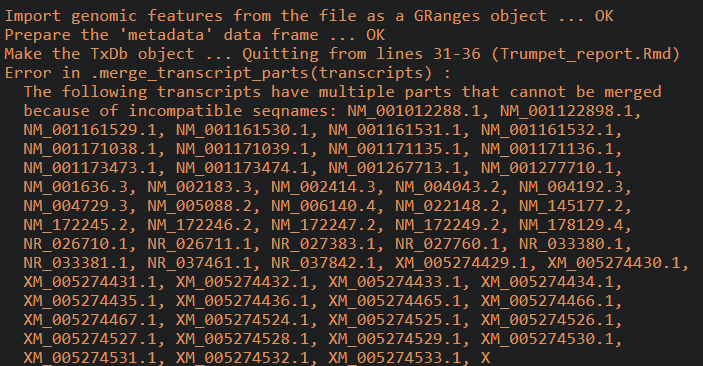 Import genomic features from the file as a GRanges object ... OK
Prepare the 'metadata' data frame ... OK
Make the TxDb object ... Quitting from lines 31-36 (Trumpet_report.Rmd)
Error in .merge_transcript_parts(transcripts) :
The following transcripts have multiple parts that cannot be merged
because of incompatible seqnames: NM_001012288.1, NM_001122898.1,
NM_001161529.1, NM_001161530.1, NM_001161531.1, NM_001161532.1,
NM_001171038.1, NM_001171039.1, NM_001171135.1, NM_001171136.1,
NM_001173473.1, NM_001173474.1, NM_001267713.1, NM_001277710.1,
NM_001636.3, NM_002183.3, NM_002414.3, NM_004043.2, NM_004192.3,
NM_004729.3, NM_005088.2, NM_006140.4, NM_022148.2, NM_145177.2,
NM_172245.2, NM_172246.2, NM_172247.2, NM_172249.2, NM_178129.4,
NR_026710.1, NR_026711.1, NR_027383.1, NR_027760.1, NR_033380.1,
NR_033381.1, NR_037461.1, NR_037842.1, XM_005274429.1, XM_005274430.1,
XM_005274431.1, XM_005274432.1, XM_005274433.1, XM_005274434.1,
XM_005274435.1, XM_005274436.1, XM_005274465.1, XM_005274466.1,
XM_005274467.1, XM_005274524.1, XM_005274525.1, XM_005274526.1,
XM_005274527.1, XM_005274528.1, XM_005274529.1, XM_005274530.1,
XM_005274531.1, XM_005274532.1, XM_005274533.1, X